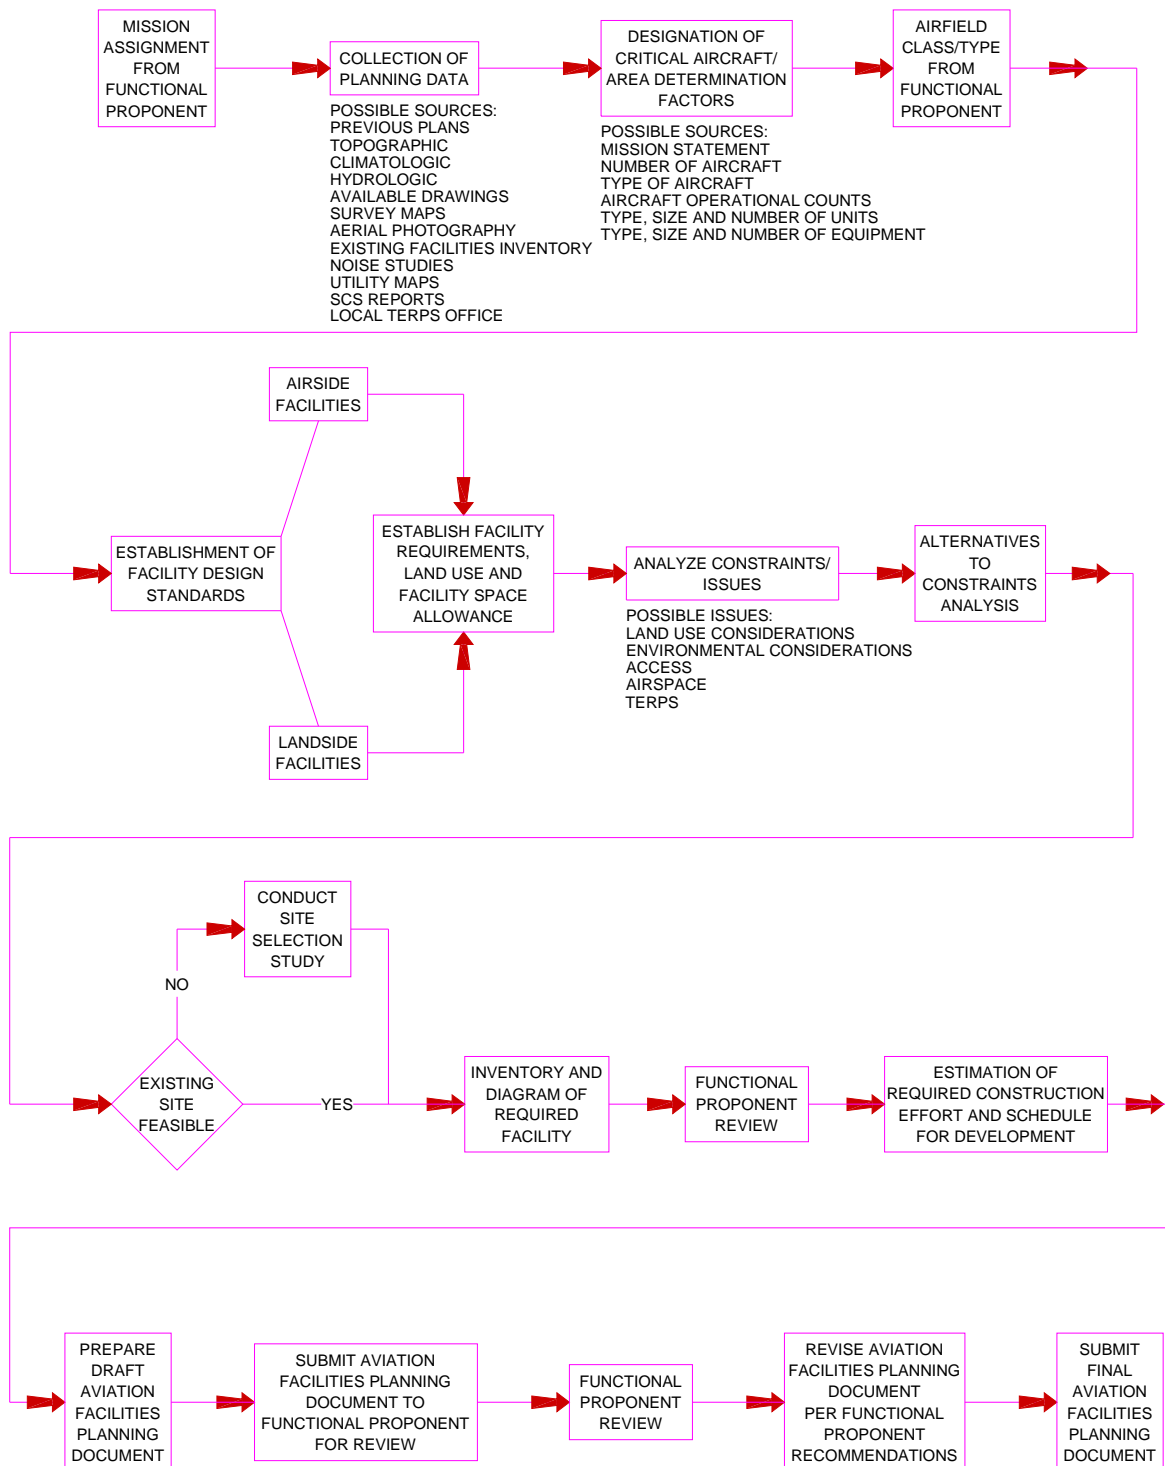 MISSION
ASSIGNMENT
FROM
FUNCTIONAL
PROPONENT
COLLECTION OF
PLANNING DATA
POSSIBLE SOURCES:
PREVIOUS PLANS
TOPOGRAPHIC
CLIMATOLOGIC
HYDROLOGIC
AVAILABLE DRAWINGS
SURVEY MAPS
AERIAL PHOTOGRAPHY
EXISTING FACILITIES INVENTORY
NOISE STUDIES
UTILITY MAPS
SCS REPORTS
LOCAL TERPS OFFICE
DESIGNATION OF
CRITICAL AIRCRAFT/
AREA DETERMINATION
FACTORS
POSSIBLE SOURCES:
MISSION STATEMENT
NUMBER OF AIRCRAFT
TYPE OF AIRCRAFT
AIRCRAFT OPERATIONAL COUNTS
TYPE, SIZE AND NUMBER OF UNITS
TYPE, SIZE AND NUMBER OF EQUIPMENT
AIRFIELD
CLASS/TYPE
FROM
FUNCTIONAL
PROPONENT
ESTABLISHMENT OF
FACILITY DESIGN
STANDARDS
AIRSIDE
FACILITIES
LANDSIDE
FACILITIES
ESTABLISH FACILITY
REQUIREMENTS,
LAND USE AND
FACILITY SPACE
ALLOWANCE
ANALYZE CONSTRAINTS/
ISSUES
POSSIBLE ISSUES:
LAND USE CONSIDERATIONS
ENVIRONMENTAL CONSIDERATIONS
ACCESS
AIRSPACE
TERPS
ALTERNATIVES
TO
CONSTRAINTS
ANALYSIS
EXISTING
SITE
FEASIBLE
NO
CONDUCT
SITE
SELECTION
STUDY
YES
INVENTORY AND
DIAGRAM OF
REQUIRED
FACILITY
FUNCTIONAL
PROPONENT
REVIEW
ESTIMATION OF
REQUIRED CONSTRUCTION
EFFORT AND SCHEDULE
FOR DEVELOPMENT
PREPARE
DRAFT
AVIATION
FACILITIES
PLANNING
DOCUMENT
SUBMIT AVIATION
FACILITIES PLANNING
DOCUMENT TO
FUNCTIONAL PROPONENT
FOR REVIEW
FUNCTIONAL
PROPONENT
REVIEW
REVISE AVIATION
FACILITIES PLANNING
DOCUMENT
PER FUNCTIONAL
PROPONENT
RECOMMENDATIONS
SUBMIT
FINAL
AVIATION
FACILITIES
PLANNING
DOCUMENT